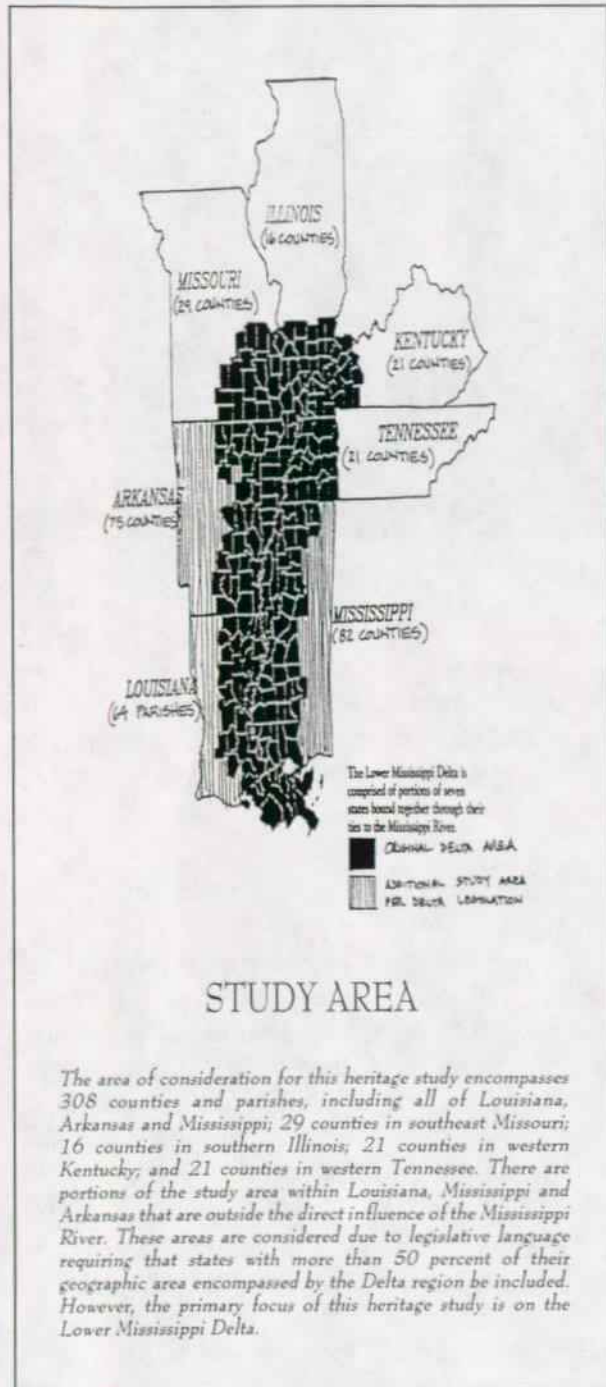 ILLINOIS
(16 COUNTIES)
MISSOURI
(29 COUNTIES)
KENTUCKY
(21 COUNTIES)
TENNESSEE
(21 COUNTIES)
ARKANSAS
(75 COUNTIES)
MISSISSIPPI
(82 COUNTIES)
LOUISIANA
(64 PARISHES)
The Lower Mississippi Delta is
comprised of portions of seven
states bound together through their
ties to the Mississippi River.
ORIGINAL DELTA AREA
ADDITIONAL STUDY AREA
PER DELTA LEGISLATION
STUDY AREA
The area of consideration for this heritage study encompasses
308 counties and parishes, including all of Louisiana,
Arkansas and Mississippi; 29 counties in southeast Missouri;
16 counties in southern Illinois; 21 counties in western
Kentucky; and 21 counties in western Tennessee. There are
portions of the study area within Louisiana, Mississippi and
Arkansas that are outside the direct influence of the Mississippi
River. These areas are considered due to legislative language
requiring that states with more than 50 percent of their
geographic area encompassed by the Delta region be included.
However, the primary focus of this heritage study is on the
Lower Mississippi Delta.